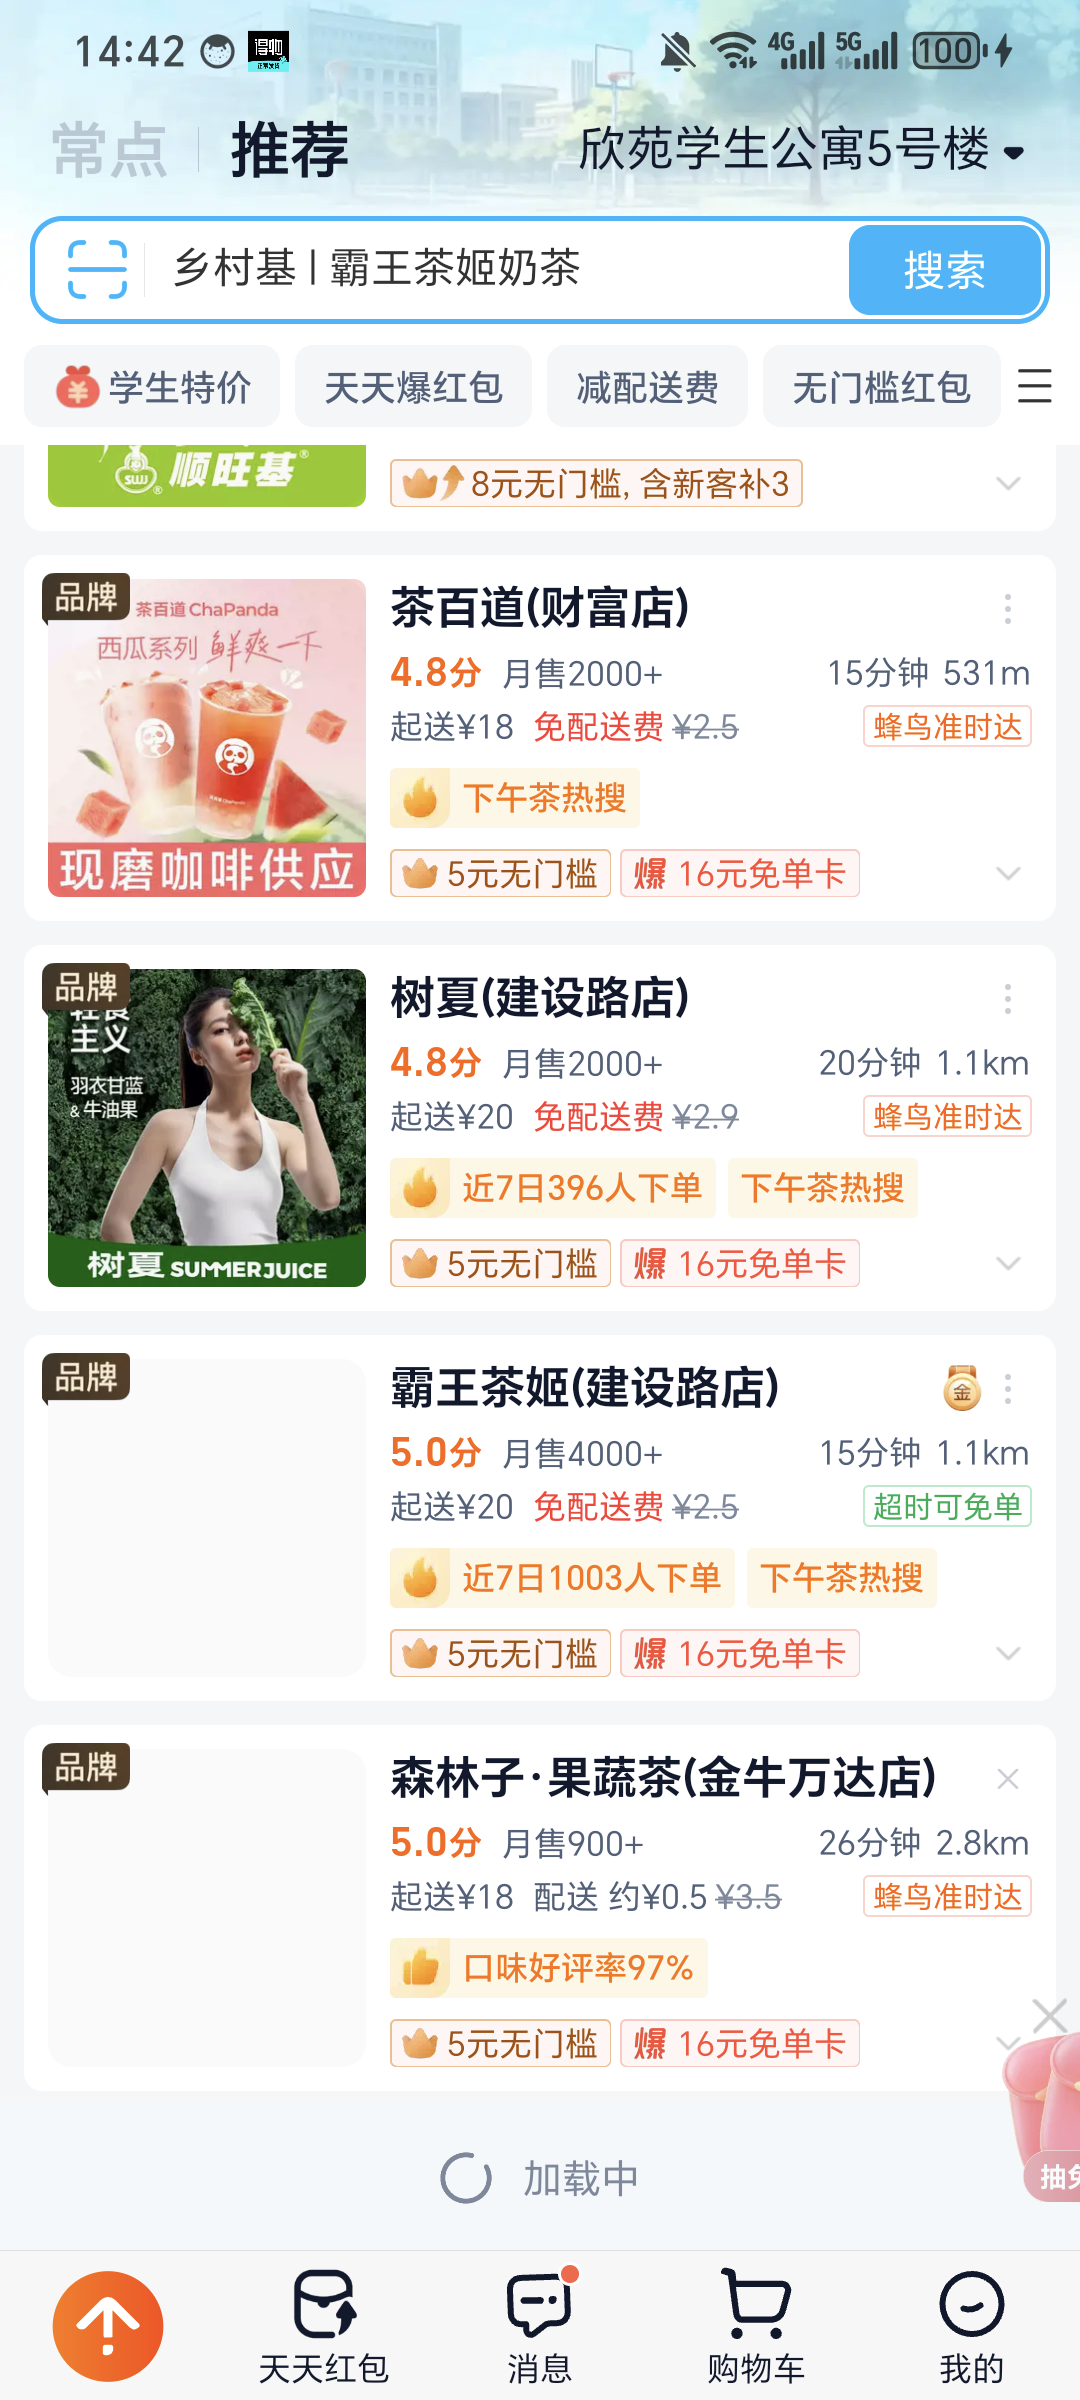 14:42
得物
正常发货
4G
5G
100
常点
推荐
欣苑学生公寓5号楼
乡村基 | 霸王茶姬奶茶
搜索
学生特价
天天爆红包
减配送费
无门槛红包
SWJ
顺旺基®
8元无门槛, 含新客补3
品牌
茶百道 ChaPanda
西瓜系列 鲜爽一下
现磨咖啡供应
茶百道(财富店)
4.8分 月售2000+
15分钟 531m
起送¥18 免配送费 ¥2.5
蜂鸟准时达
下午茶热搜
5元无门槛
爆 16元免单卡
品牌
轻食
主义
羽衣甘蓝
& 牛油果
树夏 SUMMERJUICE
树夏(建设路店)
4.8分 月售2000+
20分钟 1.1km
起送¥20 免配送费 ¥2.9
蜂鸟准时达
近7日396人下单
下午茶热搜
5元无门槛
爆 16元免单卡
品牌
霸王茶姬(建设路店)
金
5.0分 月售4000+
15分钟 1.1km
起送¥20 免配送费 ¥2.5
超时可免单
近7日1003人下单
下午茶热搜
5元无门槛
爆 16元免单卡
品牌
森林子·果蔬茶(金牛万达店)
5.0分 月售900+
26分钟 2.8km
起送¥18 配送 约¥0.5 ¥3.5
蜂鸟准时达
口味好评率97%
5元无门槛
爆 16元免单卡
抽免
加载中
天天红包
消息
购物车
我的